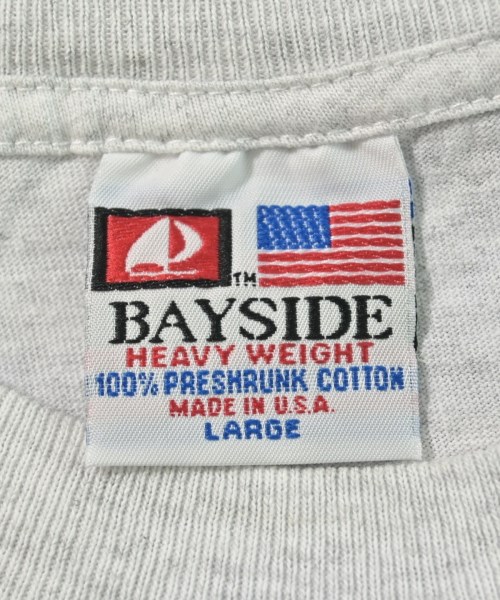 TM
BAYSIDE
HEAVY WEIGHT
100% PRESHRUNK COTTON
MADE IN U.S.A.
LARGE